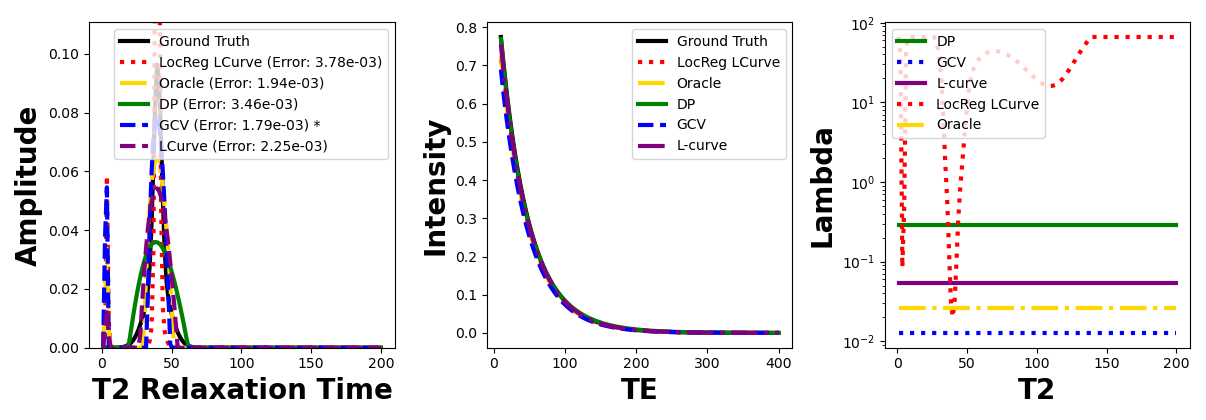 Amplitude
0.10
0.08
0.06
0.04
0.02
0.00
Ground Truth
LocReg LCurve (Error: 3.78e-03)
Oracle (Error: 1.94e-03)
DP (Error: 3.46e-03)
GCV (Error: 1.79e-03) *
LCurve (Error: 2.25e-03)
0 50 100 150 200
T2 Relaxation Time
Intensity
0.8
0.7
0.6
0.5
0.4
0.3
0.2
0.1
0.0
Ground Truth
LocReg LCurve
Oracle
DP
GCV
L-curve
0 100 200 300 400
TE
Lambda
10²
10¹
10⁰
10⁻¹
10⁻²
DP
GCV
L-curve
LocReg LCurve
Oracle
0 50 100 150 200
T2